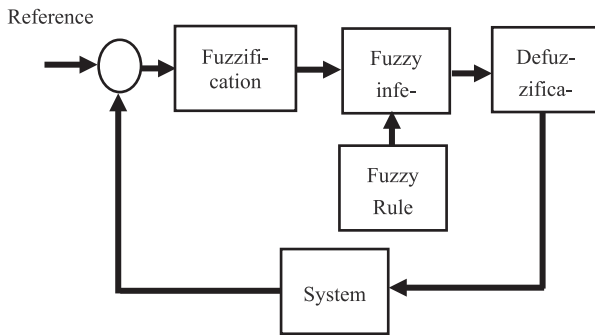 Reference
Fuzzifi-
cation
Fuzzy
infe-
Defuz-
zifica-
Fuzzy
Rule
System